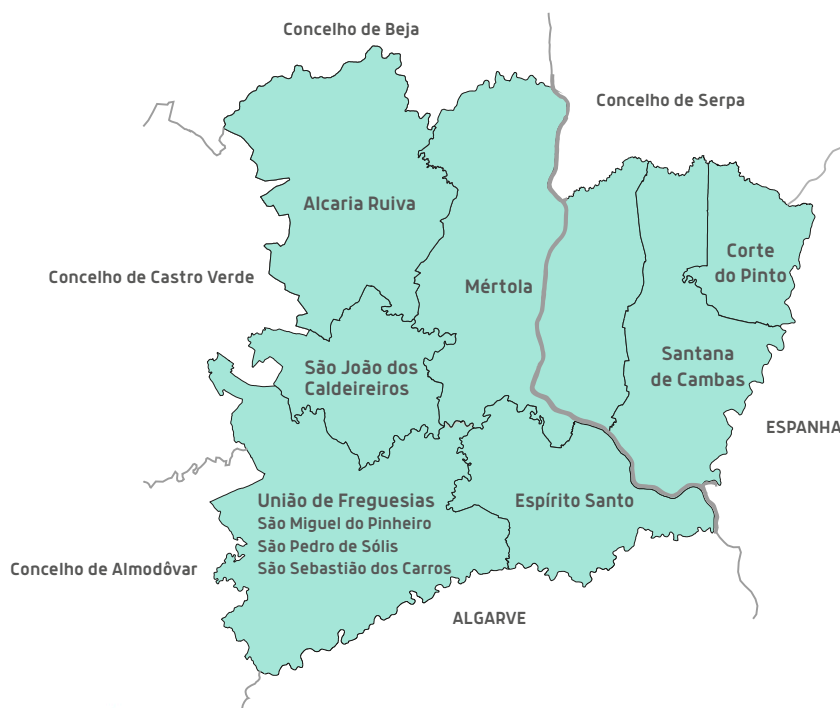 Concelho de Beja
Concelho de Serpa
Alcaria Ruiva
Corte
do Pinto
Concelho de Castro Verde
Mértola
Santana
de Cambas
São João dos
Caldeireiros
ESPANHA
União de Freguesias
São Miguel do Pinheiro
São Pedro de Sólis
São Sebastião dos Carros
Espírito Santo
Concelho de Almodôvar
ALGARVE